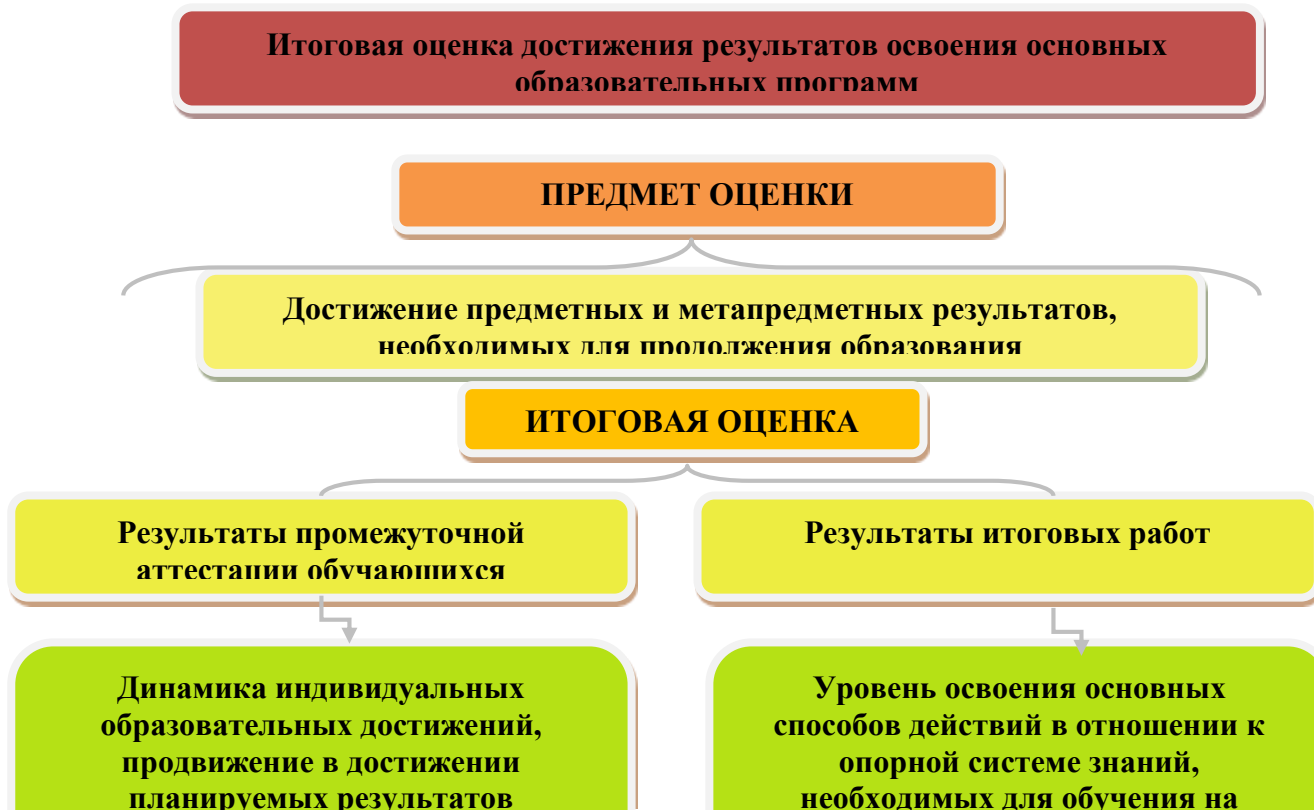 Итоговая оценка достижения результатов освоения основных
образовательных программ
ПРЕДМЕТ ОЦЕНКИ
Достижение предметных и метапредметных результатов,
необходимых для продолжения образования
ИТОГОВАЯ ОЦЕНКА
Результаты промежуточной
аттестации обучающихся
Результаты итоговых работ
Динамика индивидуальных
образовательных достижений,
продвижение в достижении
планируемых результатов
Уровень освоения основных
способов действий в отношении к
опорной системе знаний,
необходимых для обучения на